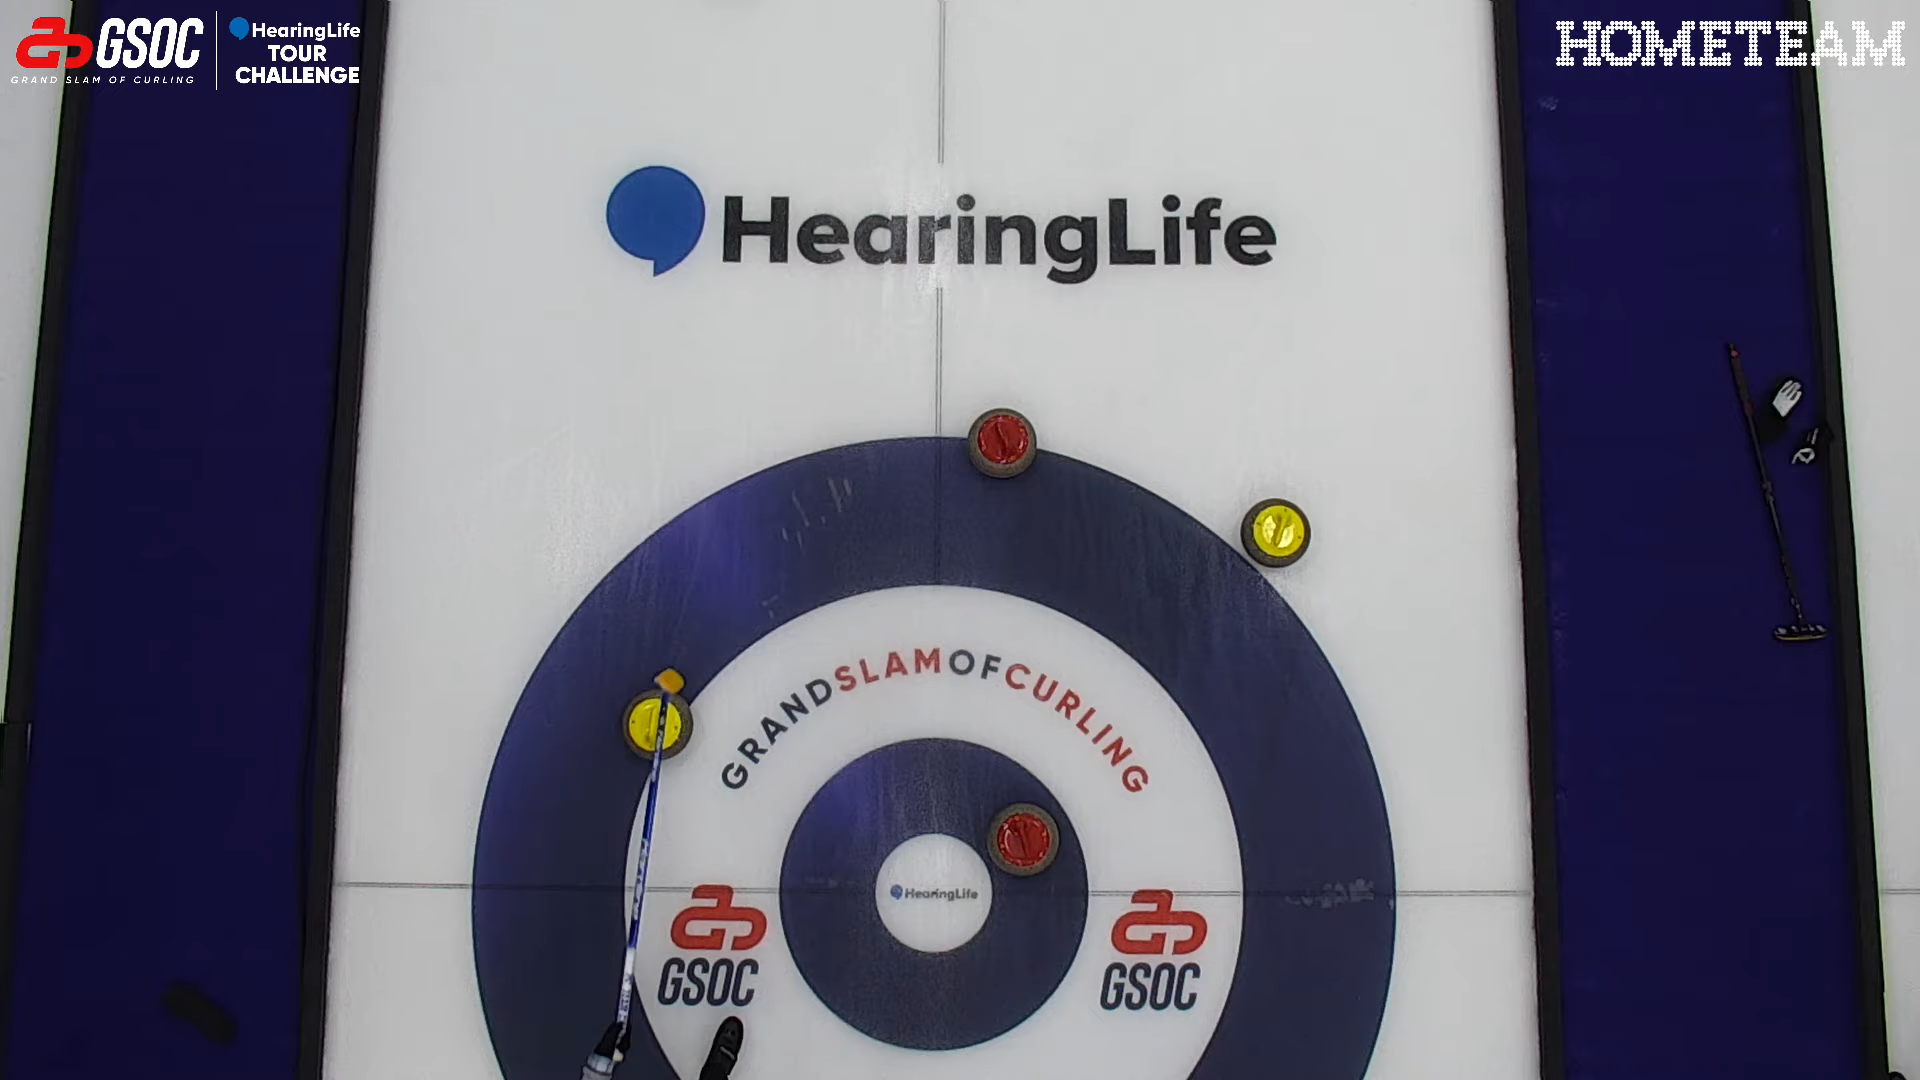 GSOC
GRAND SLAM OF CURLING
HearingLife
TOUR
CHALLENGE
HOMETEAM
HearingLife
GRANDSLAMOFCURLING
HearingLife
GSOC
GSOC